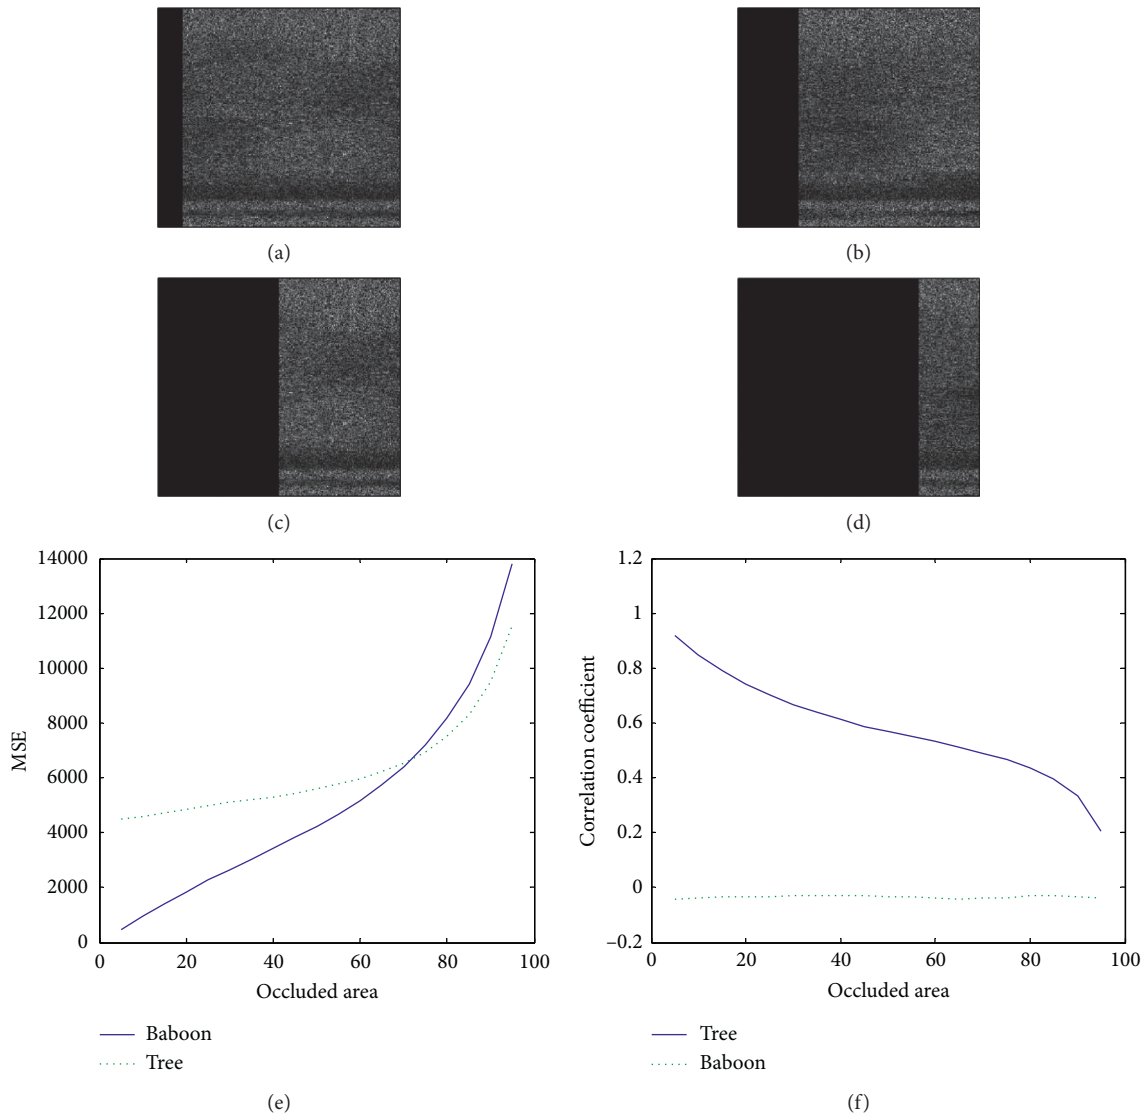 (a)
(b)
(c)
(d)
14000
12000
10000
8000
6000
4000
2000
0
MSE
0 20 40 60 80 100
Occluded area
Baboon
Tree
(e)
1.2
1
0.8
0.6
0.4
0.2
0
–0.2
Correlation coefficient
0 20 40 60 80 100
Occluded area
Tree
Baboon
(f)